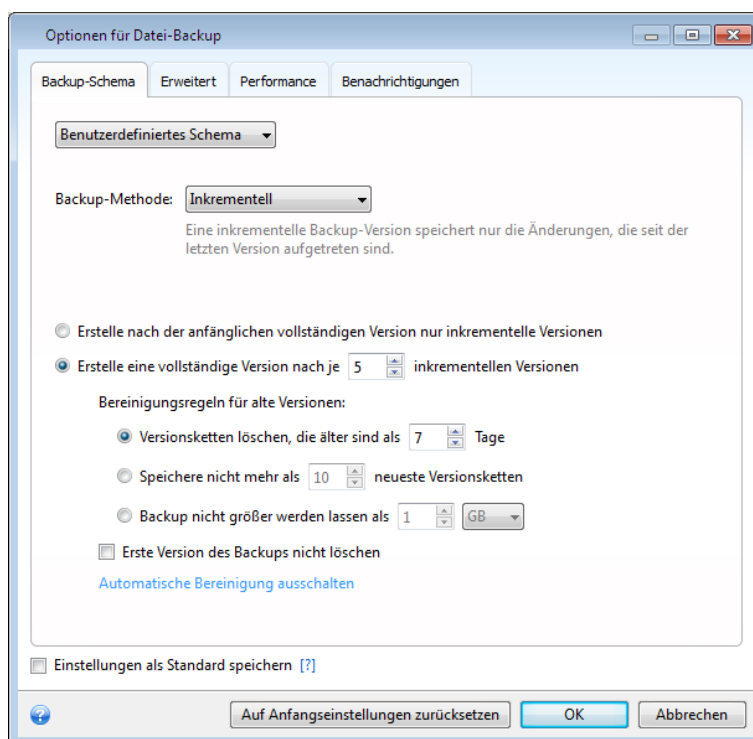 Optionen für Datei-Backup
Backup-Schema Erweitert Performance Benachrichtigungen
Benutzerdefiniertes Schema
Backup-Methode: Inkrementell
Eine inkrementelle Backup-Version speichert nur die Änderungen, die seit der
letzten Version aufgetreten sind.
Erstelle nach der anfänglichen vollständigen Version nur inkrementelle Versionen
Erstelle eine vollständige Version nach je 5 inkrementellen Versionen
Bereinigungsregeln für alte Versionen:
Versionsketten löschen, die älter sind als 7 Tage
Speichere nicht mehr als 10 neueste Versionsketten
Backup nicht größer werden lassen als 1 GB
Erste Version des Backups nicht löschen
Automatische Bereinigung ausschalten
Einstellungen als Standard speichern [?]
? Auf Anfangseinstellungen zurücksetzen OK Abbrechen